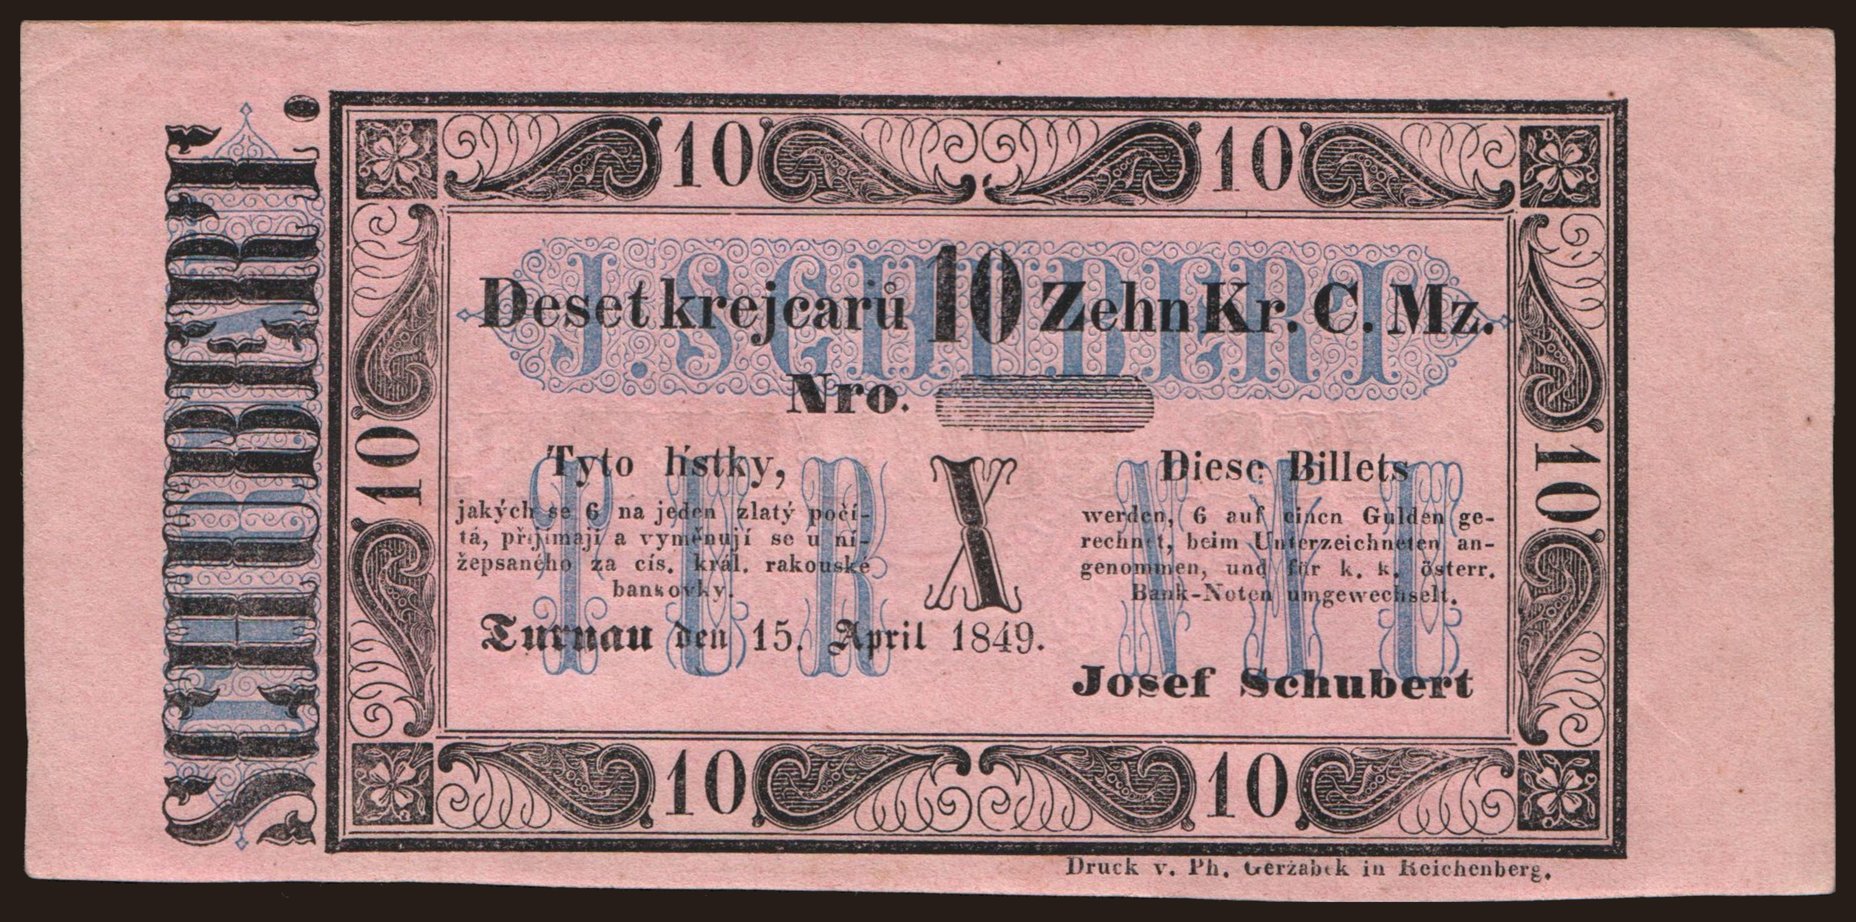 10 10
J. SCHUBERT
Deset krejcarů 10 Zehn Kr. C. Mz.
Nro.
10 10
Tyto lístky,
jakých se 6 na jeden zlatý počí-
tá, přijímají a vyměnují se u ní-
žepsaného za cís. král. rakouské
bankovky.
X
Diese Billets
werden, 6 auf einen Gulden ge-
rechnet, beim Unterzeichneten an-
genommen, und für k. k. österr.
Bank-Noten umgewechselt.
TUR NAU
Turnau den 15. April 1849.
Josef Schubert
10 10
Druck v. Ph. Geržabek in Reichenberg.